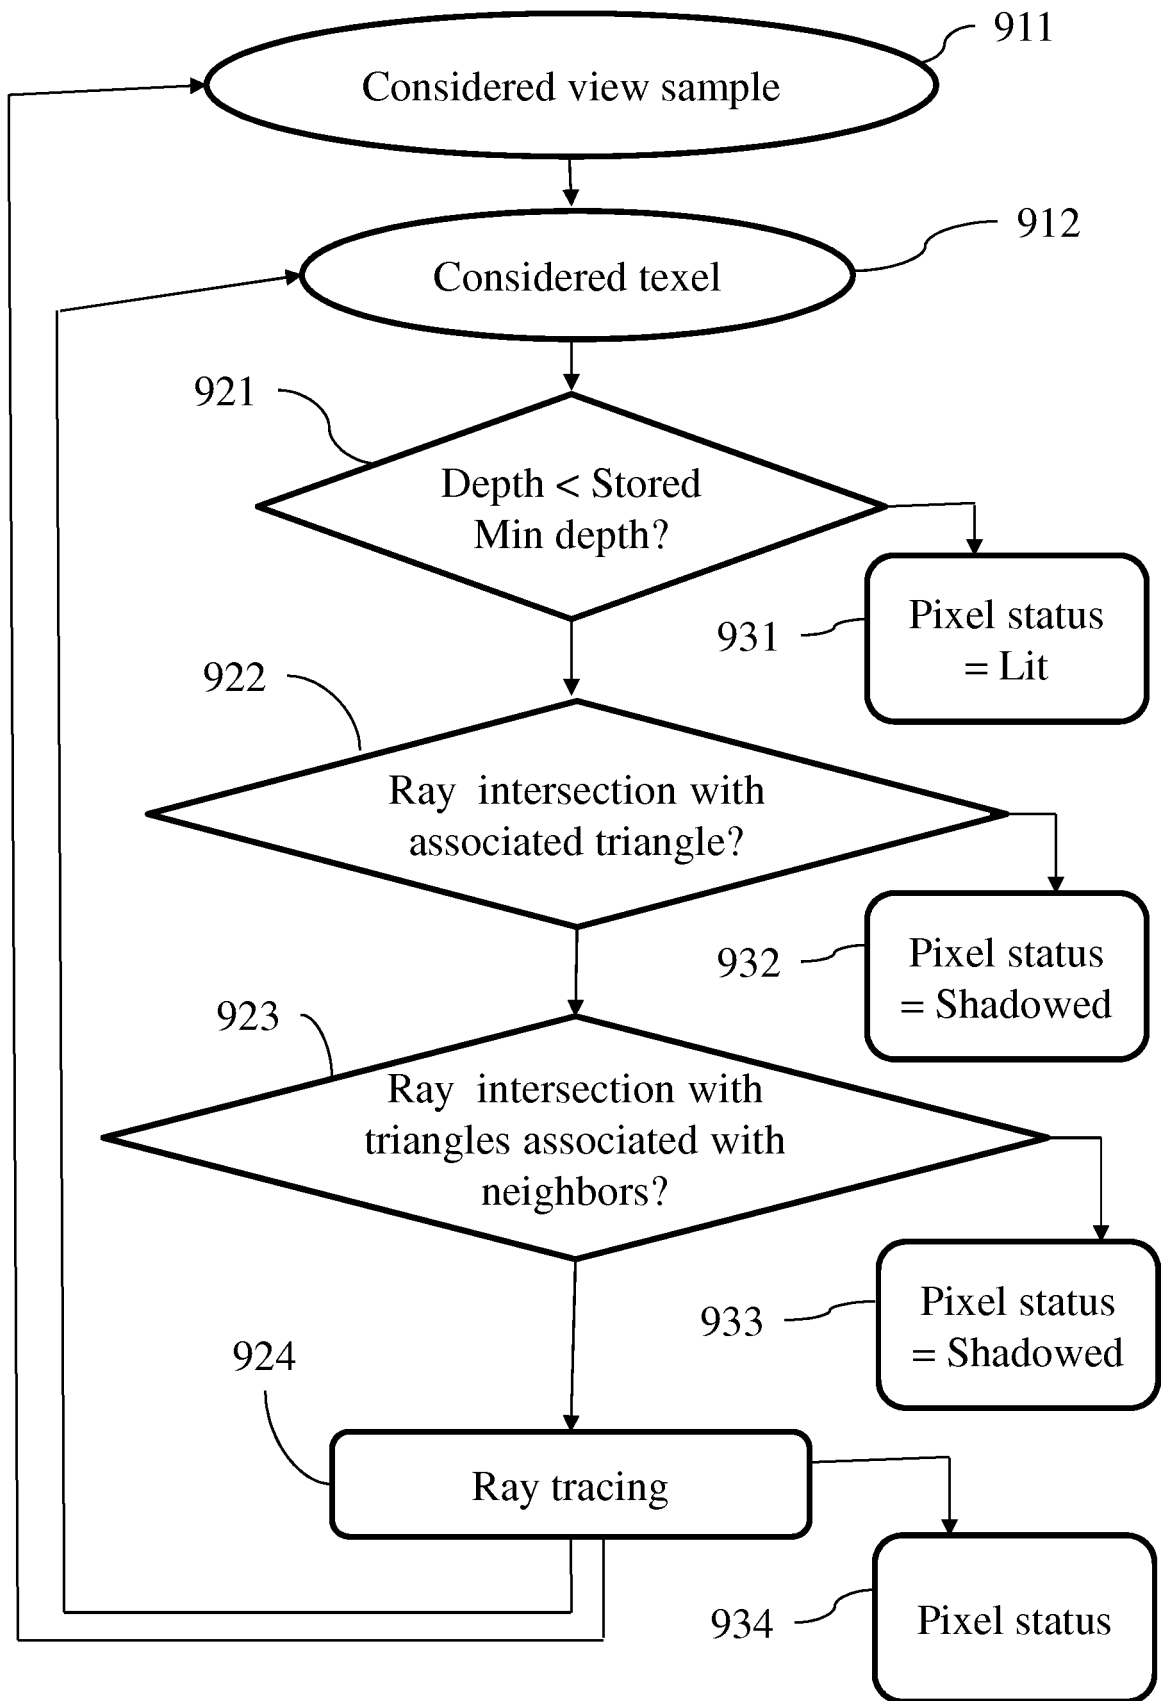 911
Considered view sample
912
Considered texel
921
Depth < Stored
Min depth?
931
Pixel status
= Lit
922
Ray intersection with
associated triangle?
932
Pixel status
= Shadowed
923
Ray intersection with
triangles associated with
neighbors?
933
Pixel status
= Shadowed
924
Ray tracing
934
Pixel status